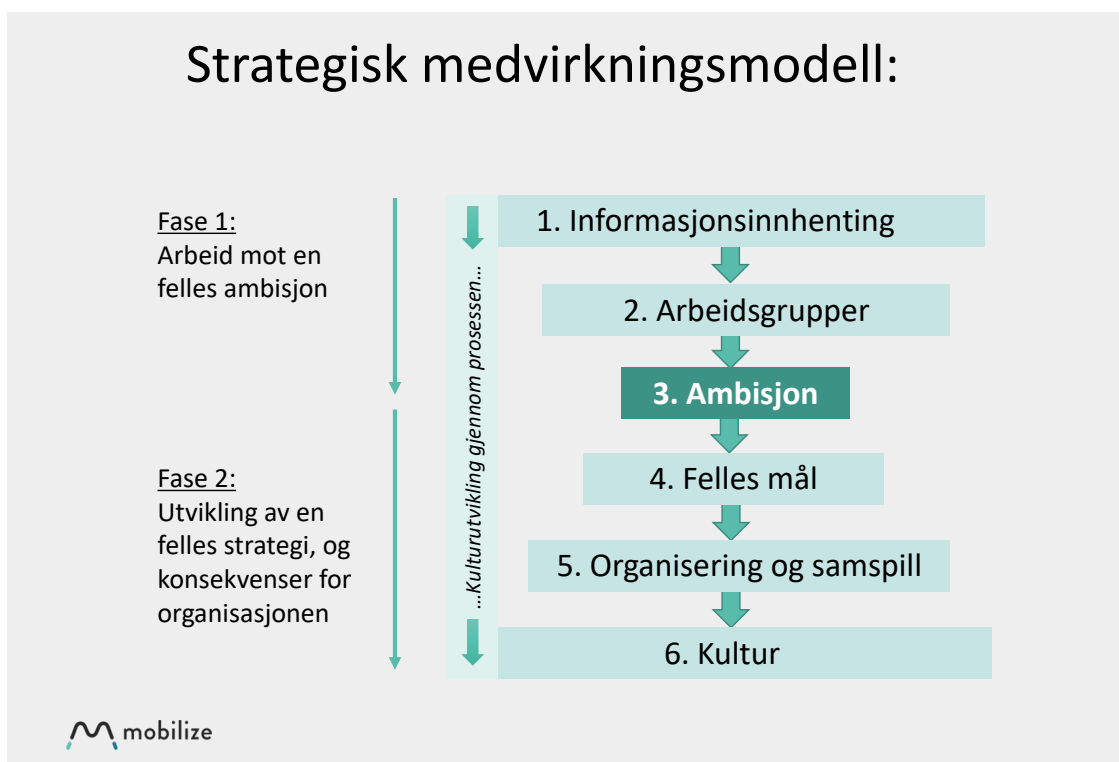 Strategisk medvirkningsmodell:
Fase 1:
Arbeid mot en
felles ambisjon
Fase 2:
Utvikling av en
felles strategi, og
konsekvenser for
organisasjonen
…Kulturutvikling gjennom prosessen…
1. Informasjonsinnhenting
2. Arbeidsgrupper
3. Ambisjon
4. Felles mål
5. Organisering og samspill
6. Kultur
mobilize